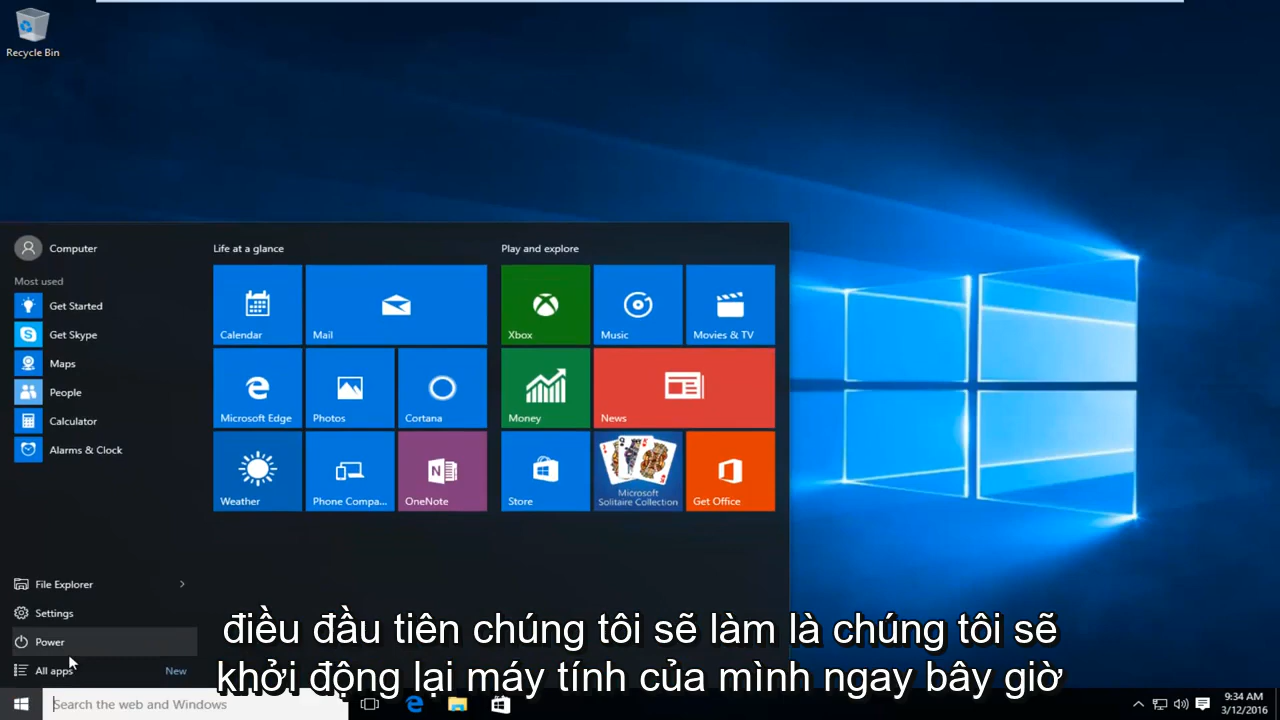 Recycle Bin
Computer
Life at a glance
Play and explore
Most used
Get Started
Get Skype
Maps
People
Calculator
Alarms & Clock
Calendar
Mail
Xbox
Music
Movies & TV
Microsoft Edge
Photos
Cortana
Money
News
Weather
Phone Compa...
OneNote
Store
Microsoft
Solitaire Collection
Get Office
File Explorer
Settings
Power
All apps
New
điều đầu tiên chúng tôi sẽ làm là chúng tôi sẽ
khởi động lại máy tính của mình ngay bây giờ
Search the web and Windows
9:34 AM
3/12/2016